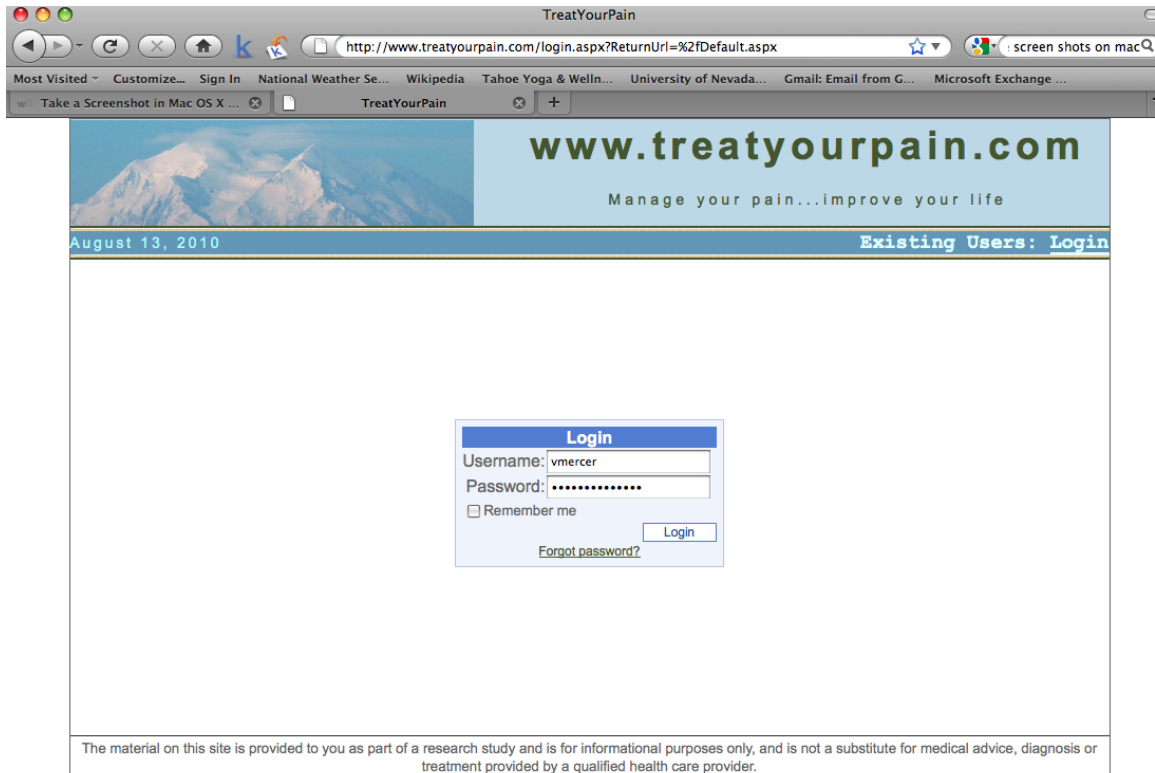 TreatYourPain
http://www.treatyourpain.com/login.aspx?ReturnUrl=%2fDefault.aspx
screen shots on mac
Most Visited Customize... Sign In National Weather Se... Wikipedia Tahoe Yoga & Welln... University of Nevada... Gmail: Email from G... Microsoft Exchange ...
Take a Screenshot in Mac OS X ... TreatYourPain +
www.treatyourpain.com
Manage your pain...improve your life
August 13, 2010 Existing Users: Login
Login
Username: vmercer
Password: ••••••••••••••
Remember me
Login
Forgot password?
The material on this site is provided to you as part of a research study and is for informational purposes only, and is not a substitute for medical advice, diagnosis or
treatment provided by a qualified health care provider.